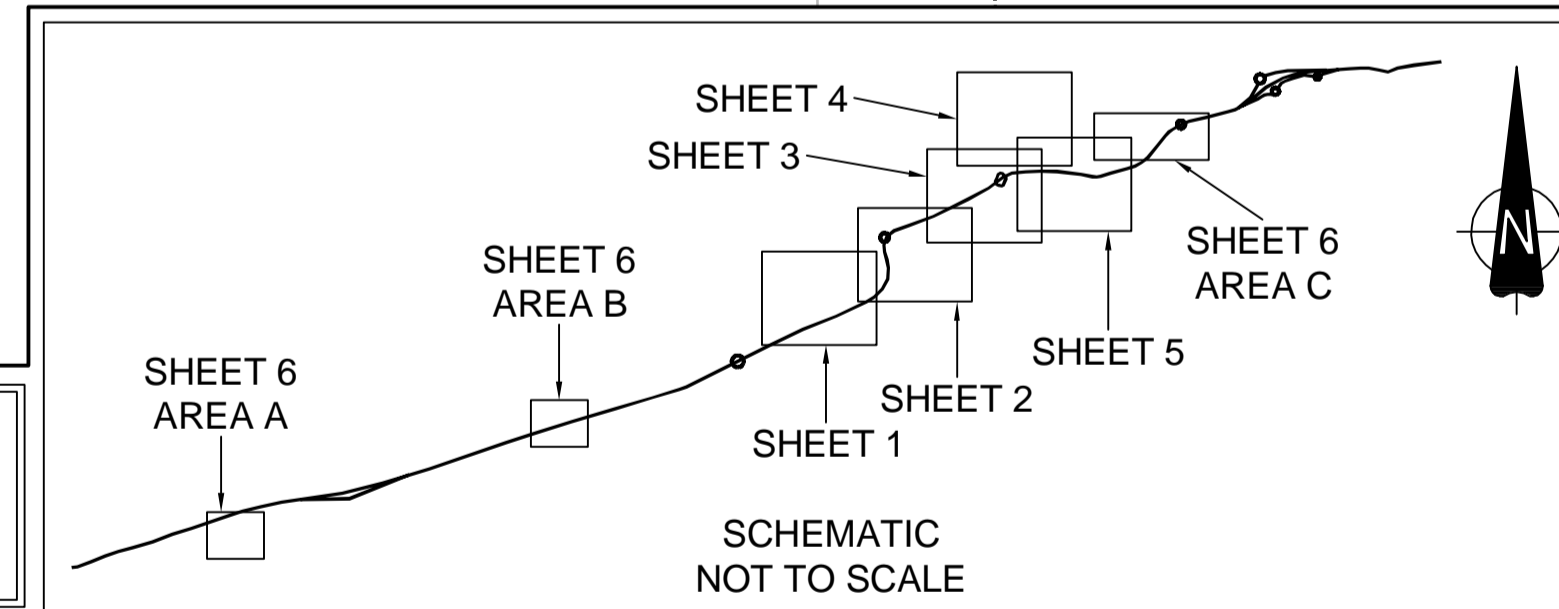 SHEET 4
SHEET 3
SHEET 6
AREA B
SHEET 6
AREA A
SHEET 6
AREA C
N
SHEET 5
SHEET 2
SHEET 1
SCHEMATIC
NOT TO SCALE